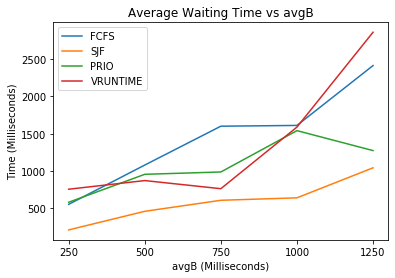 Average Waiting Time vs avgB
FCFS
SJF
PRIO
VRUNTIME
Time (Milliseconds)
2500
2000
1500
1000
500
250 500 750 1000 1250
avgB (Milliseconds)